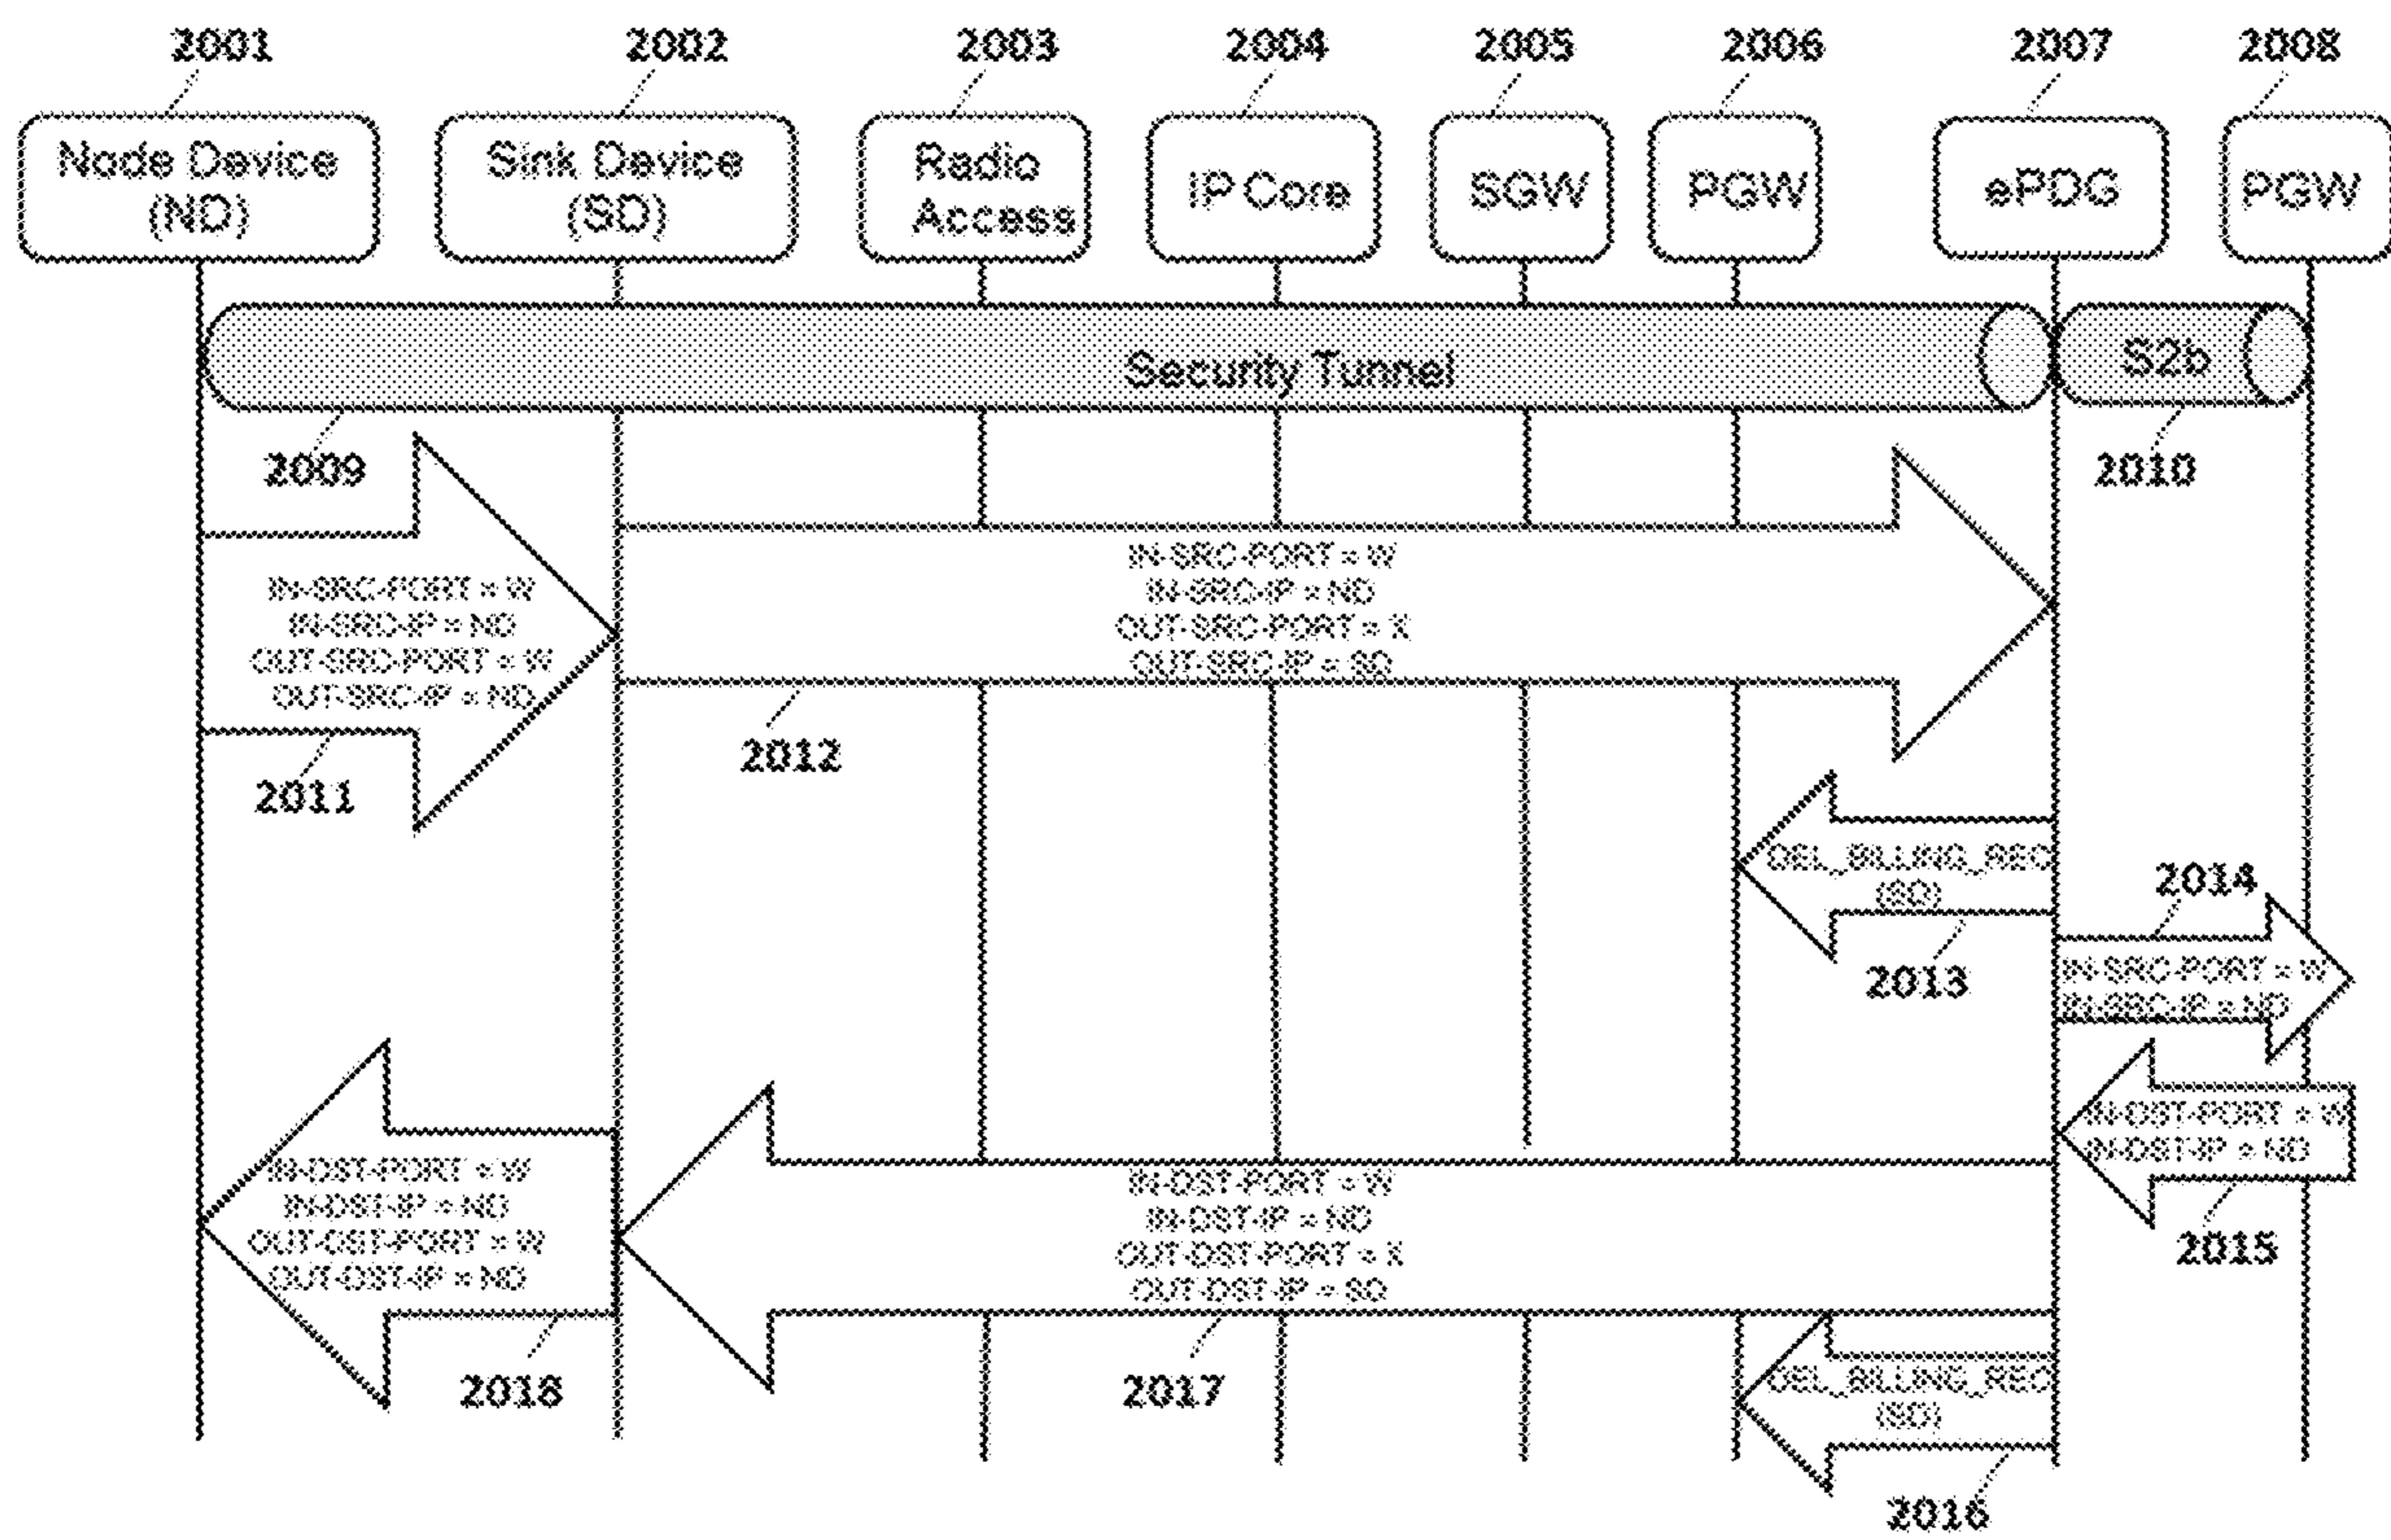 2001 2002 2003 2004 2005 2006 2007 2008
Node Device
(ND)
Sink Device
(SD)
Radio
Access
IP Core
SGW
PGW
ePDG
PGW
Security Tunnel
S2b
2009
2010
IN-SRC-PORT = W
IN-SRC-IP = ND
OUT-SRC-PORT = W
OUT-SRC-IP = ND
2011
IN-SRC-PORT = W
IN-SRC-IP = ND
OUT-SRC-PORT = X
OUT-SRC-IP = SD
2012
DEL_BILLING_REC
(SD)
2013
2014
IN-SRC-PORT = W
IN-SRC-IP = ND
IN-DST-PORT = W
IN-DST-IP = ND
2015
IN-DST-PORT = W
IN-DST-IP = ND
OUT-DST-PORT = X
OUT-DST-IP = SD
2017
IN-DST-PORT = W
IN-DST-IP = ND
OUT-DST-PORT = W
OUT-DST-IP = ND
2018
DEL_BILLING_REC
(SD)
2016